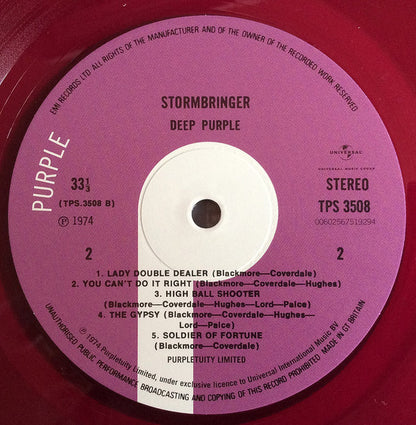 EMI RECORDS LTD ALL RIGHTS OF THE MANUFACTURER AND OF THE OWNER OF THE RECORDED WORK RESERVED
STORMBRINGER
DEEP PURPLE
PURPLE
UNIVERSAL
UNIVERSAL MUSIC GROUP
33⅓
STEREO
(TPS.3508 B)
TPS 3508
00602567519294
℗ 1974
2
2
1. LADY DOUBLE DEALER (Blackmore—Coverdale)
2. YOU CAN'T DO IT RIGHT (Blackmore—Coverdale—Hughes)
3. HIGH BALL SHOOTER
(Blackmore—Coverdale—Hughes—Lord—Paice)
4. THE GYPSY (Blackmore—Coverdale—Hughes—
Lord—Paice)
5. SOLDIER OF FORTUNE
(Blackmore—Coverdale)
PURPLETUITY LIMITED
℗ 1974 Purpletuity Limited, under exclusive licence to Universal International Music BV
UNAUTHORISED PUBLIC PERFORMANCE BROADCASTING AND COPYING OF THIS RECORD PROHIBITED MADE IN GT BRITAIN